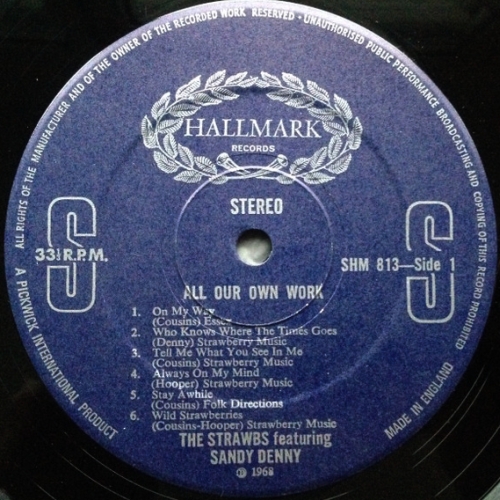 ALL RIGHTS OF THE MANUFACTURER AND OF THE OWNER OF THE RECORDED WORK RESERVED · UNAUTHORISED PUBLIC PERFORMANCE BROADCASTING AND COPYING OF THIS RECORD PROHIBITED
HALLMARK
RECORDS
STEREO
S
S
33⅓ R.P.M.
SHM 813—Side 1
ALL OUR OWN WORK
1. On My Way
(Cousins) Essex
2. Who Knows Where The Times Goes
(Denny) Strawberry Music
3. Tell Me What You See In Me
(Cousins) Strawberry Music
4. Always On My Mind
(Hooper) Strawberry Music
5. Stay Awhile
(Cousins) Folk Directions
6. Wild Strawberries
(Cousins-Hooper) Strawberry Music
THE STRAWBS featuring
SANDY DENNY
℗ 1968
A PICKWICK INTERNATIONAL PRODUCT
MADE IN ENGLAND